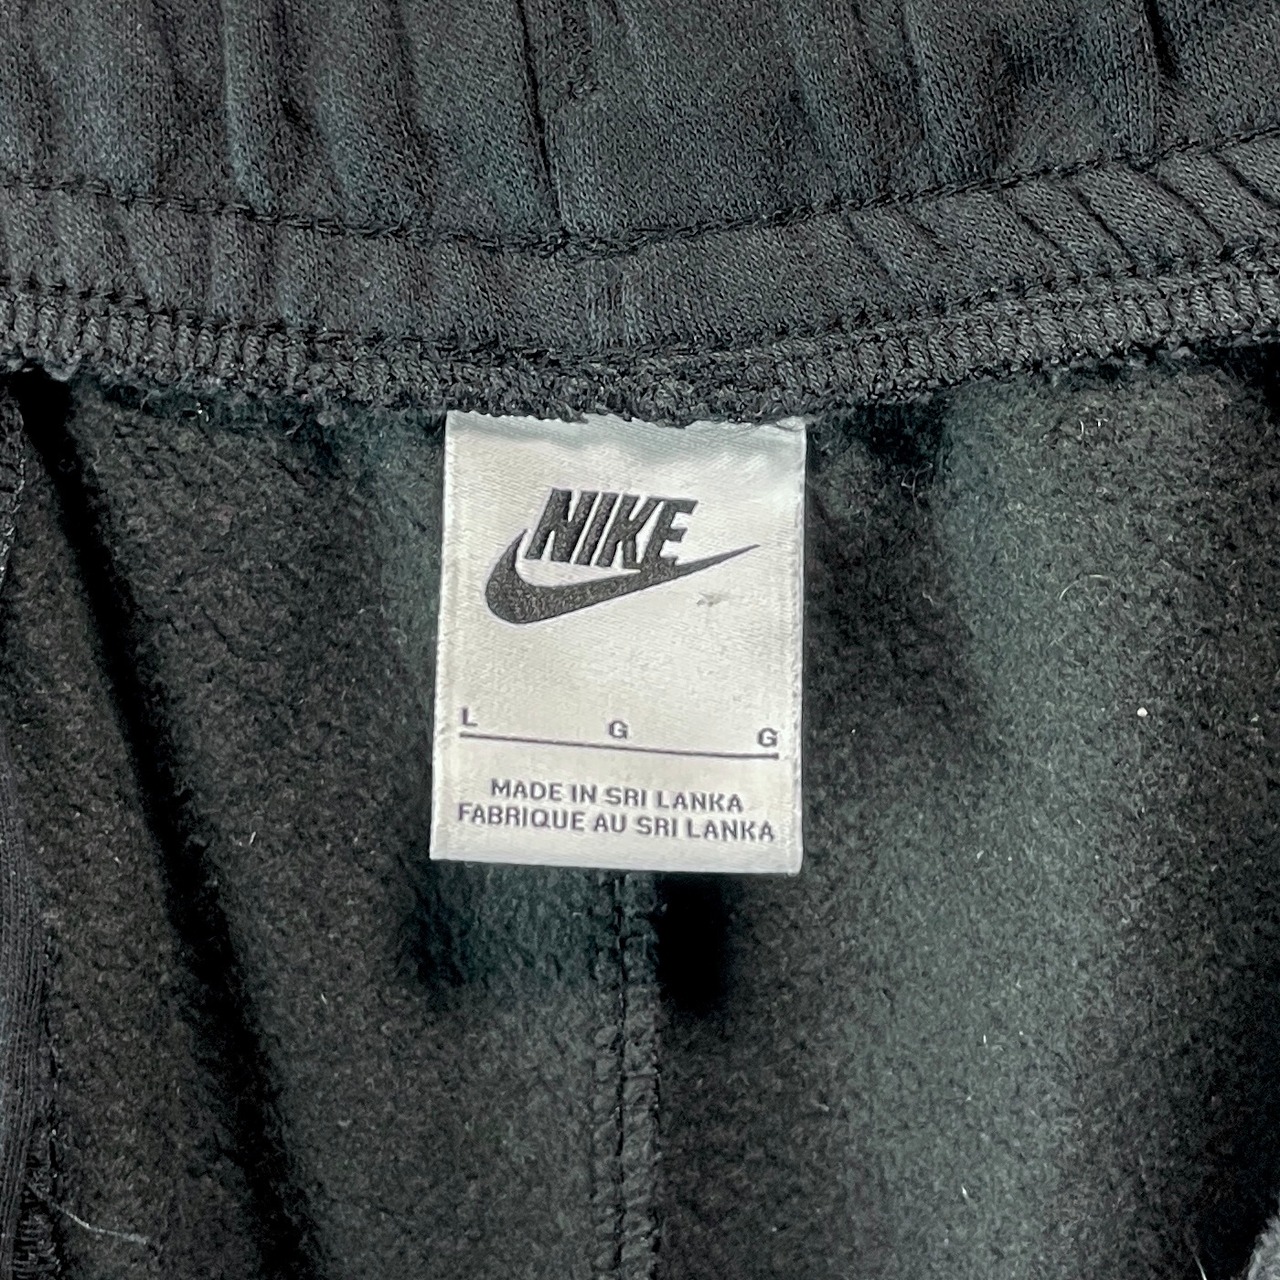 NIKE
L G G
MADE IN SRI LANKA
FABRIQUE AU SRI LANKA